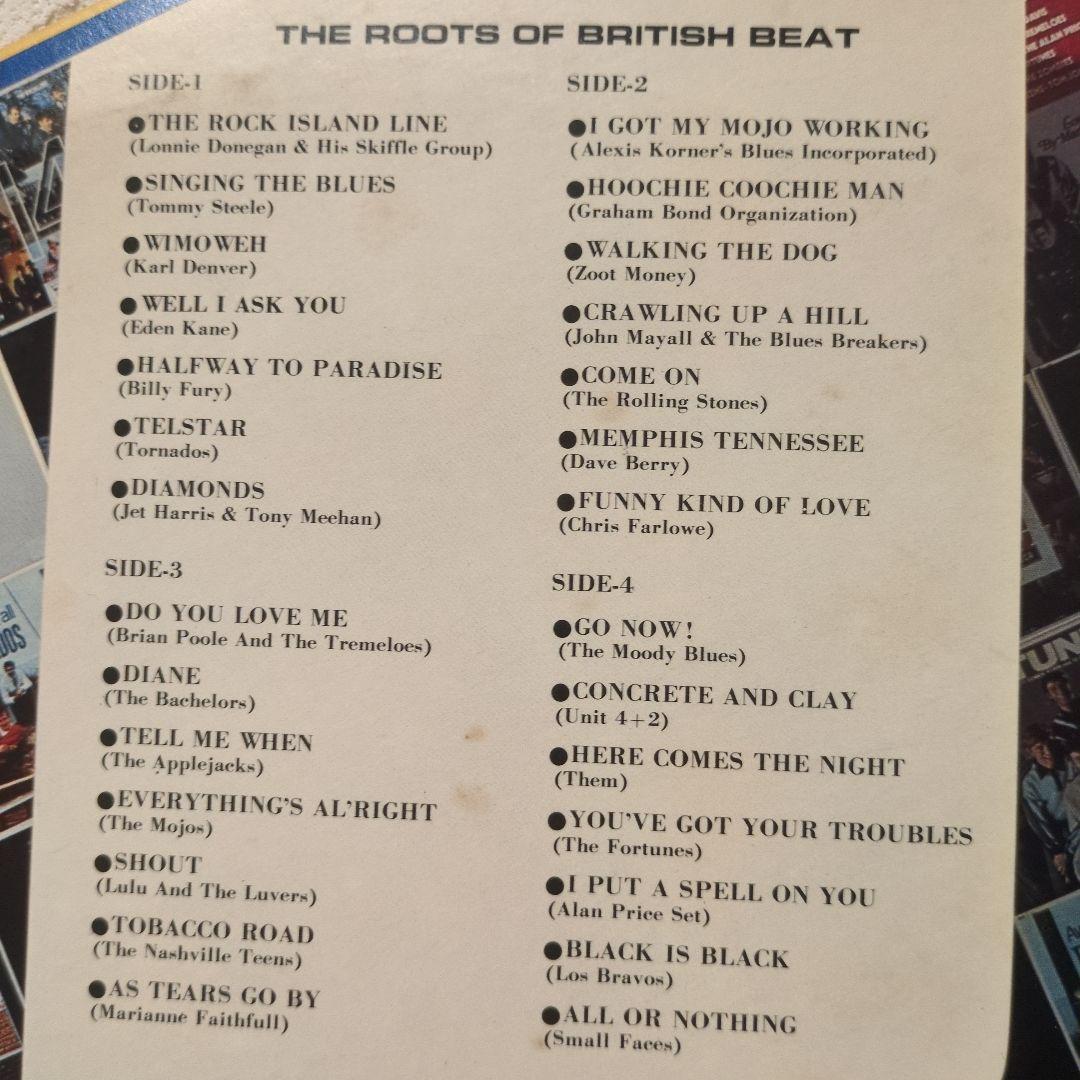 THE ROOTS OF BRITISH BEAT
SIDE-1
●THE ROCK ISLAND LINE
(Lonnie Donegan & His Skiffle Group)
●SINGING THE BLUES
(Tommy Steele)
●WIMOWEH
(Karl Denver)
●WELL I ASK YOU
(Eden Kane)
●HALFWAY TO PARADISE
(Billy Fury)
●TELSTAR
(Tornados)
●DIAMONDS
(Jet Harris & Tony Meehan)
SIDE-2
●I GOT MY MOJO WORKING
(Alexis Korner's Blues Incorporated)
●HOOCHIE COOCHIE MAN
(Graham Bond Organization)
●WALKING THE DOG
(Zoot Money)
●CRAWLING UP A HILL
(John Mayall & The Blues Breakers)
●COME ON
(The Rolling Stones)
●MEMPHIS TENNESSEE
(Dave Berry)
●FUNNY KIND OF LOVE
(Chris Farlowe)
SIDE-3
●DO YOU LOVE ME
(Brian Poole And The Tremeloes)
●DIANE
(The Bachelors)
●TELL ME WHEN
(The Applejacks)
●EVERYTHING'S AL'RIGHT
(The Mojos)
●SHOUT
(Lulu And The Luvers)
●TOBACCO ROAD
(The Nashville Teens)
●AS TEARS GO BY
(Marianne Faithfull)
SIDE-4
●GO NOW!
(The Moody Blues)
●CONCRETE AND CLAY
(Unit 4+2)
●HERE COMES THE NIGHT
(Them)
●YOU'VE GOT YOUR TROUBLES
(The Fortunes)
●I PUT A SPELL ON YOU
(Alan Price Set)
●BLACK IS BLACK
(Los Bravos)
●ALL OR NOTHING
(Small Faces)